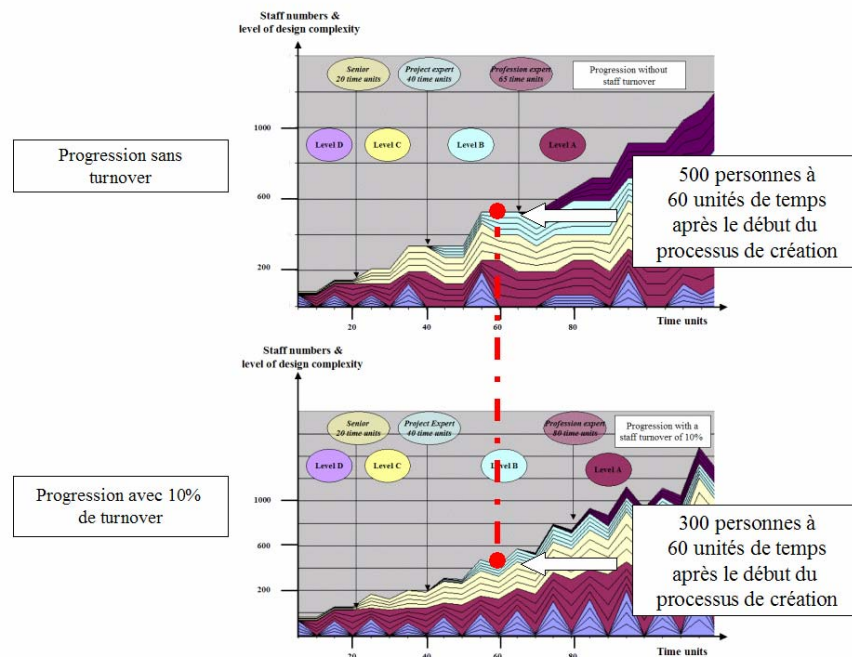 Staff numbers &
level of design complexity
Senior
20 time units
Project expert
40 time units
Profession expert
65 time units
Progression without
staff turnover
1000
600
200
Level D
Level C
Level B
Level A
Progression sans
turnover
500 personnes à
60 unités de temps
après le début du
processus de création
20
40
60
80
Time units
Staff numbers &
level of design complexity
Senior
20 time units
Project Expert
40 time units
Profession expert
80 time units
Progression with a
staff turnover of 10%
1000
600
200
Level D
Level C
Level B
Level A
Progression avec 10%
de turnover
300 personnes à
60 unités de temps
après le début du
processus de création
20
40
60
80
Time units